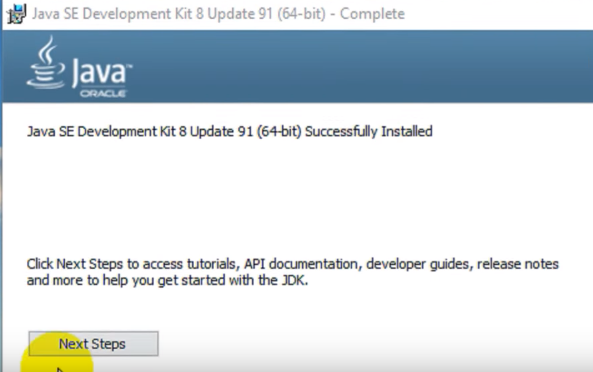 Java SE Development Kit 8 Update 91 (64-bit) - Complete
Java™
ORACLE
Java SE Development Kit 8 Update 91 (64-bit) Successfully Installed
Click Next Steps to access tutorials, API documentation, developer guides, release notes
and more to help you get started with the JDK.
Next Steps